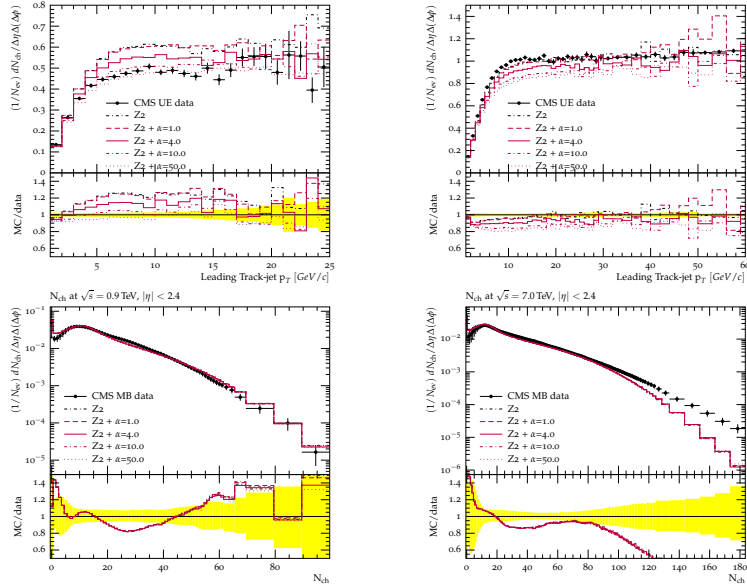 (1/N_ev) dN_ch/ΔηΔ(Δϕ)
0.8
0.7
0.6
0.5
0.4
0.3
0.2
0.1
0
CMS UE data
Z2
Z2 + α=1.0
Z2 + α=4.0
Z2 + α=10.0
Z2 + α=50.0
MC/data
1.4
1.2
1
0.8
0.6
5 10 15 20 25
Leading Track-jet p_T [GeV/c]
(1/N_ev) dN_ch/ΔηΔ(Δϕ)
1.4
1.2
1
0.8
0.6
0.4
0.2
0
CMS UE data
Z2
Z2 + α=1.0
Z2 + α=4.0
Z2 + α=10.0
Z2 + α=50.0
MC/data
1.4
1.2
1
0.8
0.6
10 20 30 40 50 60
Leading Track-jet p_T [GeV/c]
N_ch at √s = 0.9 TeV, |η| < 2.4
(1/N_ev) dN_ch/ΔηΔ(Δϕ)
10⁻¹
10⁻²
10⁻³
10⁻⁴
10⁻⁵
CMS MB data
Z2
Z2 + α=1.0
Z2 + α=4.0
Z2 + α=10.0
Z2 + α=50.0
MC/data
1.4
1.2
1
0.8
0.6
0 20 40 60 80
N_ch
N_ch at √s = 7.0 TeV, |η| < 2.4
(1/N_ev) dN_ch/ΔηΔ(Δϕ)
10⁻¹
10⁻²
10⁻³
10⁻⁴
10⁻⁵
10⁻⁶
CMS MB data
Z2
Z2 + α=1.0
Z2 + α=4.0
Z2 + α=10.0
Z2 + α=50.0
MC/data
1.4
1.2
1
0.8
0.6
0 20 40 60 80 100 120 140 160 180
N_ch